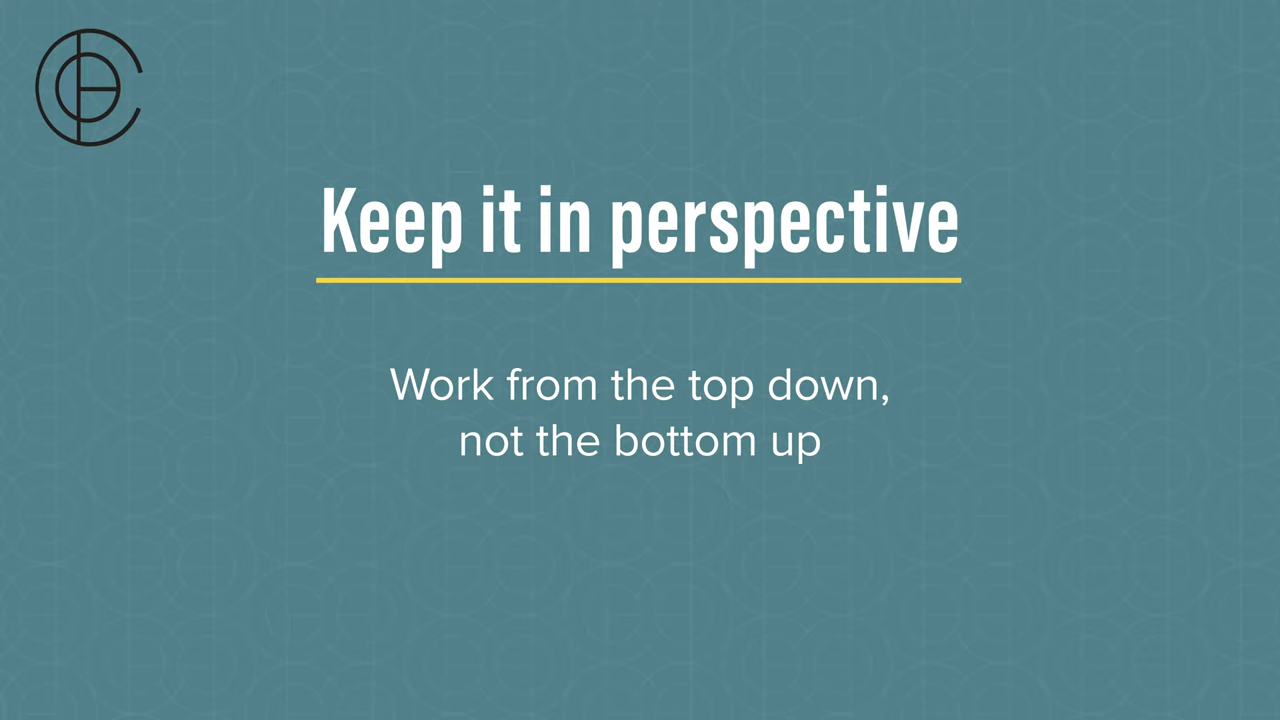 Keep it in perspective
Work from the top down,
not the bottom up